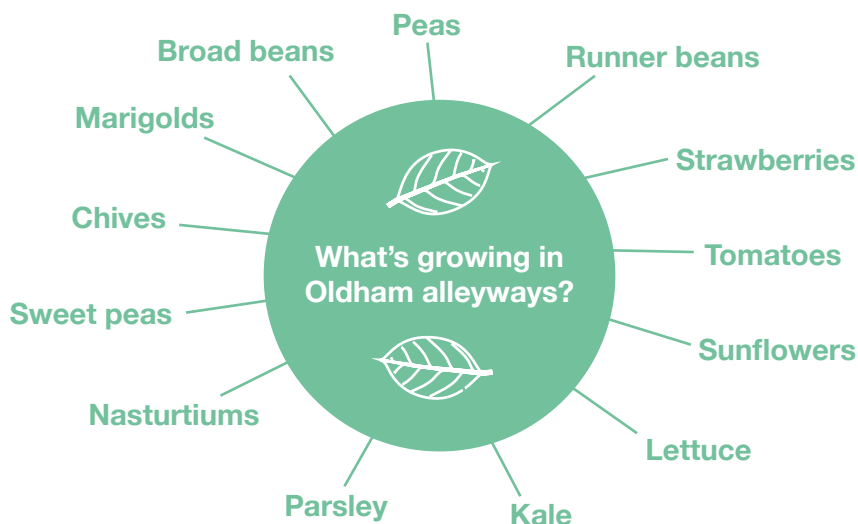 What’s growing in
Oldham alleyways?
Peas
Runner beans
Strawberries
Tomatoes
Sunflowers
Lettuce
Kale
Parsley
Nasturtiums
Sweet peas
Chives
Marigolds
Broad beans